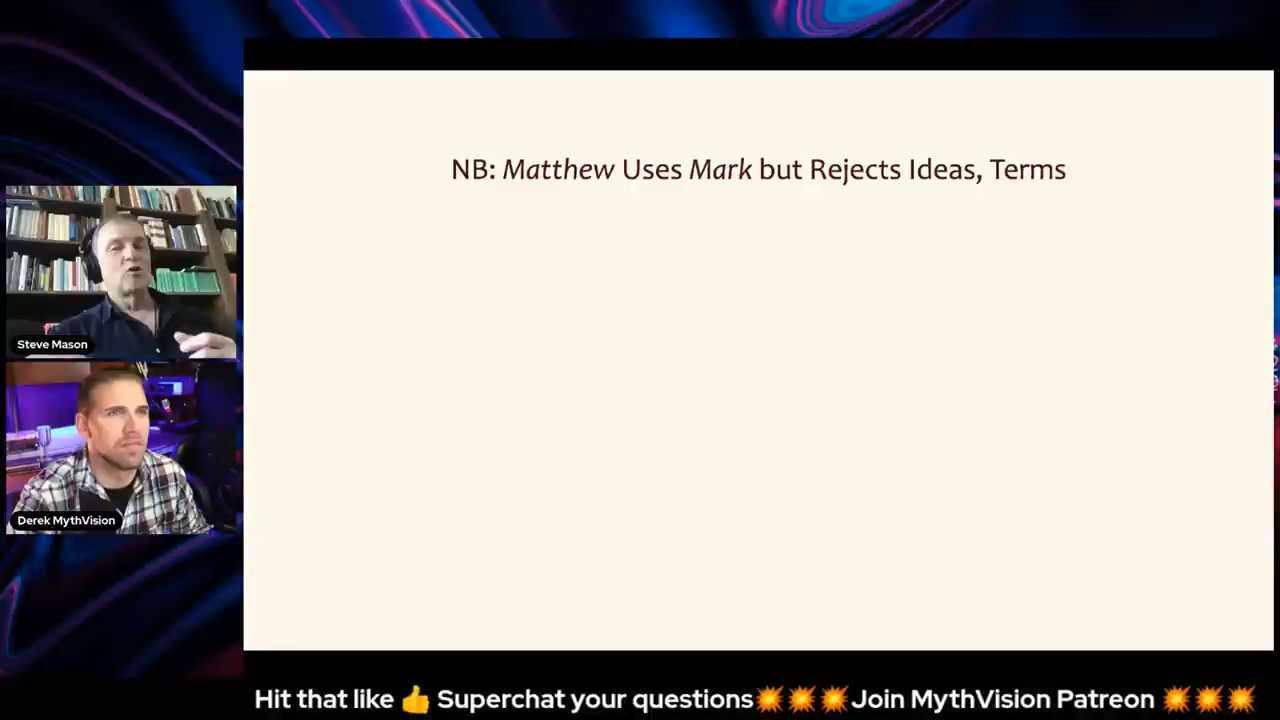 NB: Matthew Uses Mark but Rejects Ideas, Terms
Steve Mason
Derek MythVision
Hit that like 👍 Superchat your questions💥💥💥Join MythVision Patreon 💥💥💥